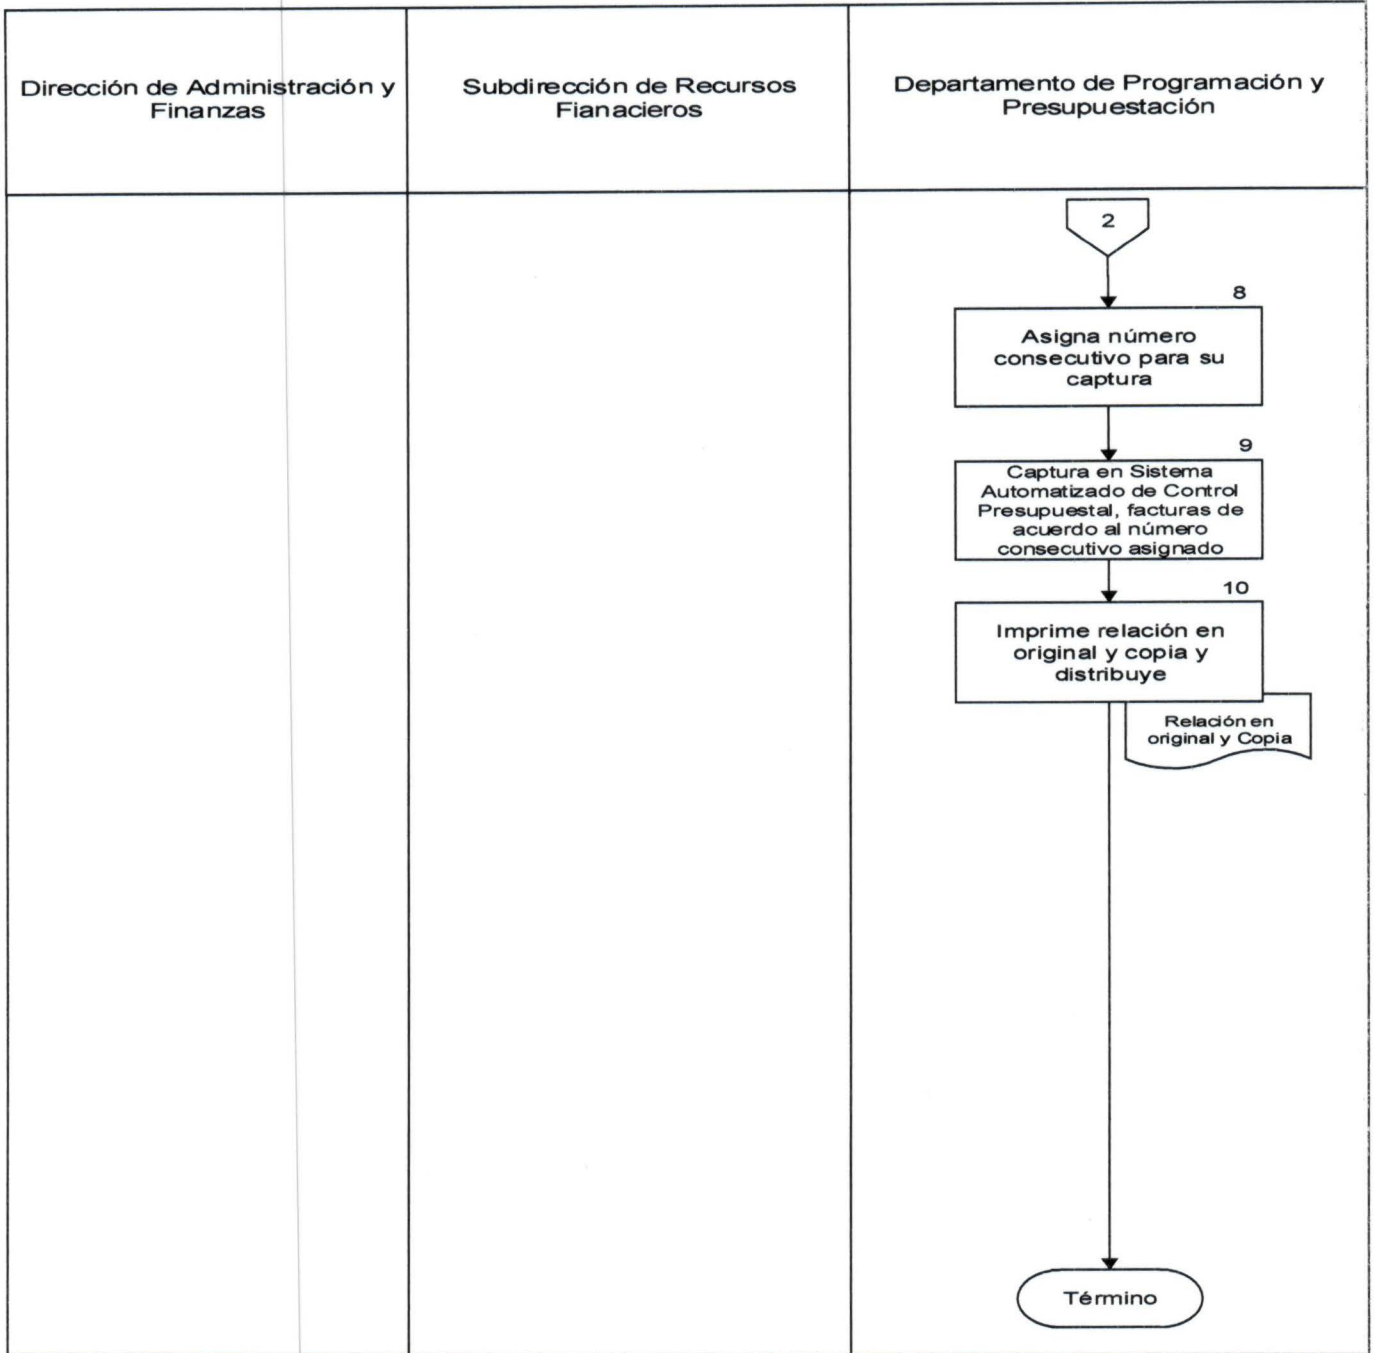 Dirección de Administración y
Finanzas
Subdirección de Recursos
Fianacieros
Departamento de Programación y
Presupuestación
2
8
Asigna número
consecutivo para su
captura
9
Captura en Sistema
Automatizado de Control
Presupuestal, facturas de
acuerdo al número
consecutivo asignado
10
Imprime relación en
original y copia y
distribuye
Relación en
original y Copia
Término